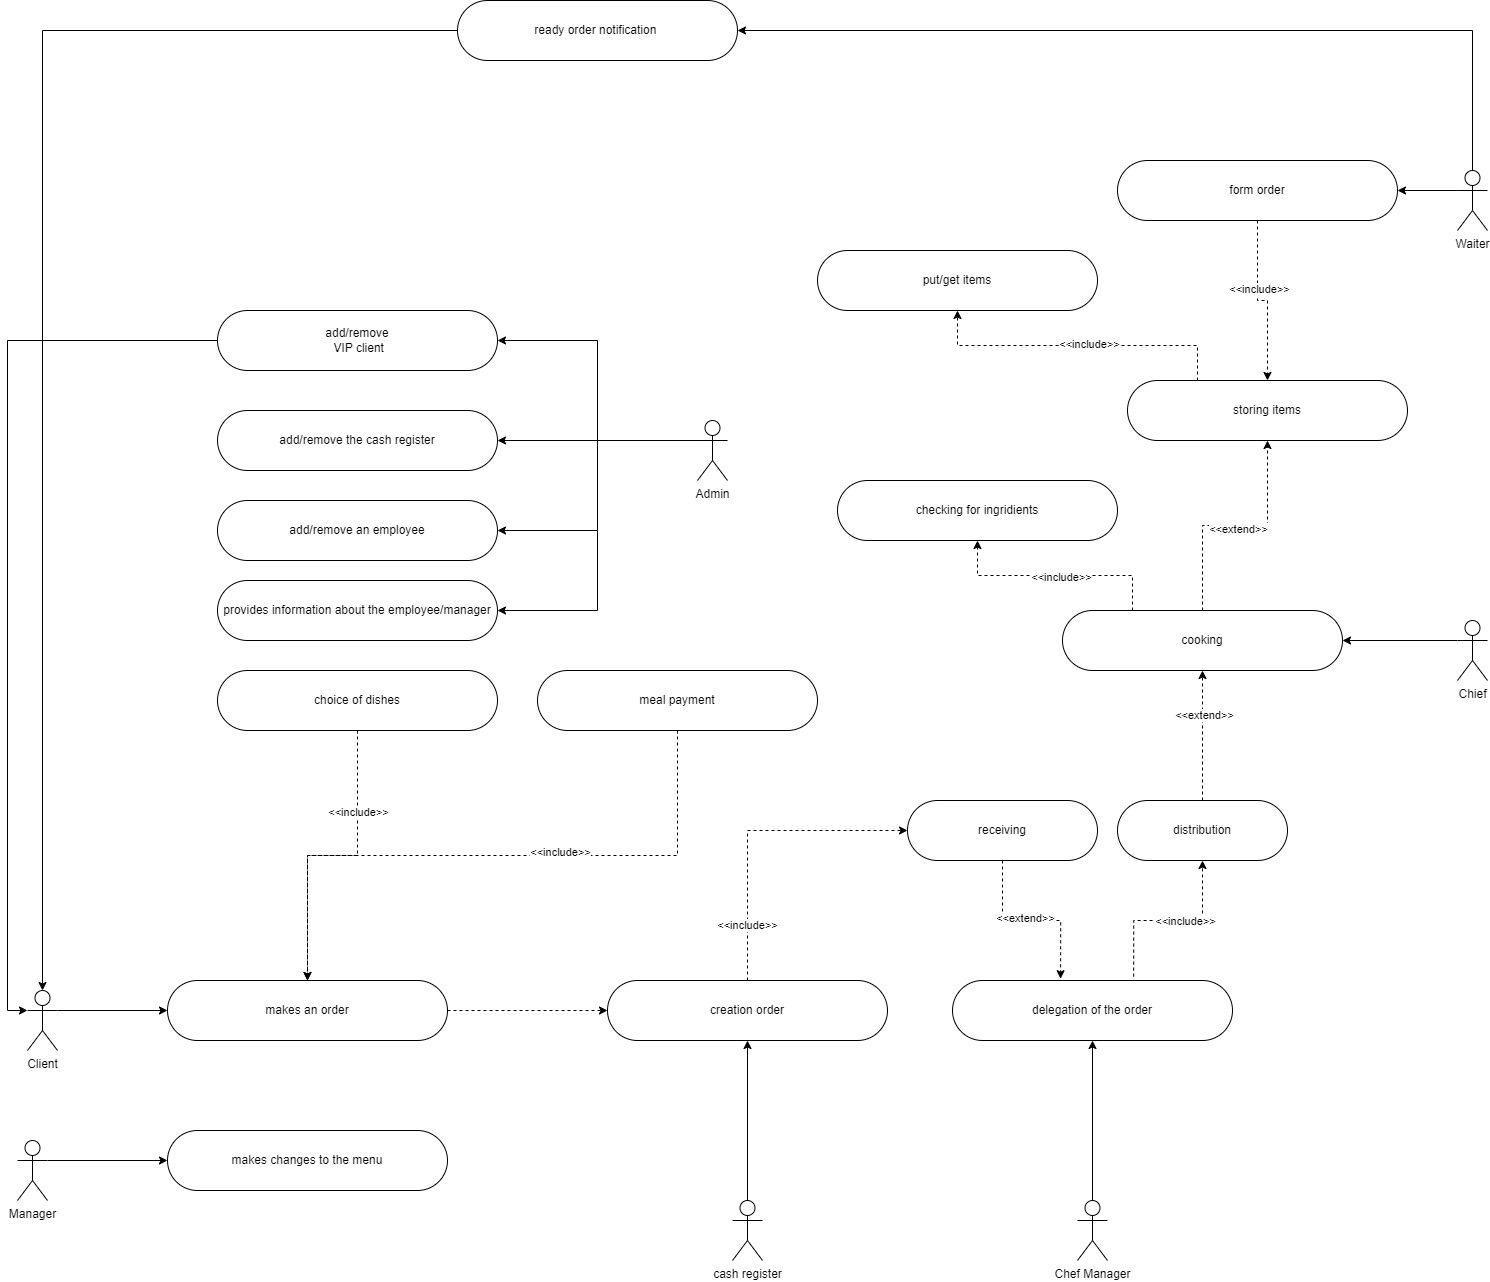 ready order notification
form order
Waiter
put/get items
<<include>>
add/remove
VIP client
<<include>>
storing items
add/remove the cash register
Admin
checking for ingridients
add/remove an employee
<<extend>>
<<include>>
provides information about the employee/manager
cooking
Chief
choice of dishes
meal payment
<<extend>>
<<include>>
receiving
distribution
<<include>>
<<include>>
<<extend>>
<<include>>
makes an order
creation order
delegation of the order
Client
makes changes to the menu
Manager
cash register
Chef Manager